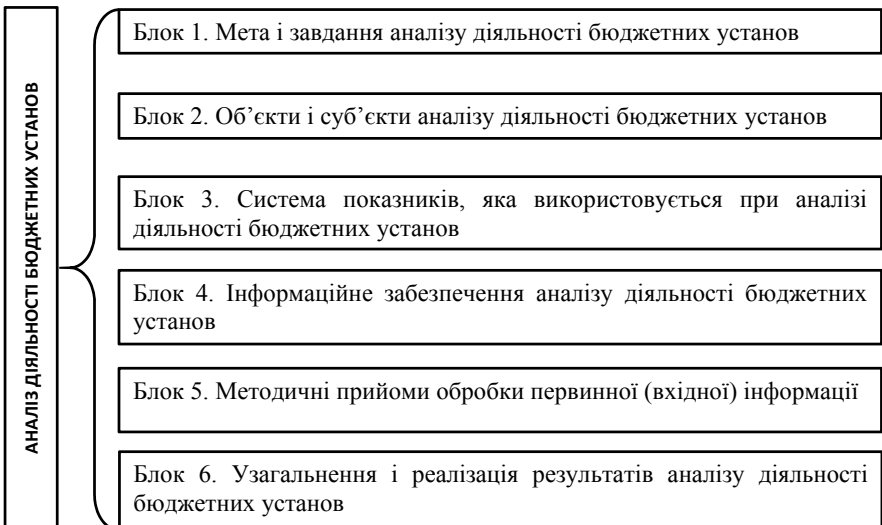 АНАЛІЗ ДІЯЛЬНОСТІ БЮДЖЕТНИХ УСТАНОВ
Блок 1. Мета і завдання аналізу діяльності бюджетних установ
Блок 2. Об’єкти і суб’єкти аналізу діяльності бюджетних установ
Блок 3. Система показників, яка використовується при аналізі
діяльності бюджетних установ
Блок 4. Інформаційне забезпечення аналізу діяльності бюджетних
установ
Блок 5. Методичні прийоми обробки первинної (вхідної) інформації
Блок 6. Узагальнення і реалізація результатів аналізу діяльності
бюджетних установ